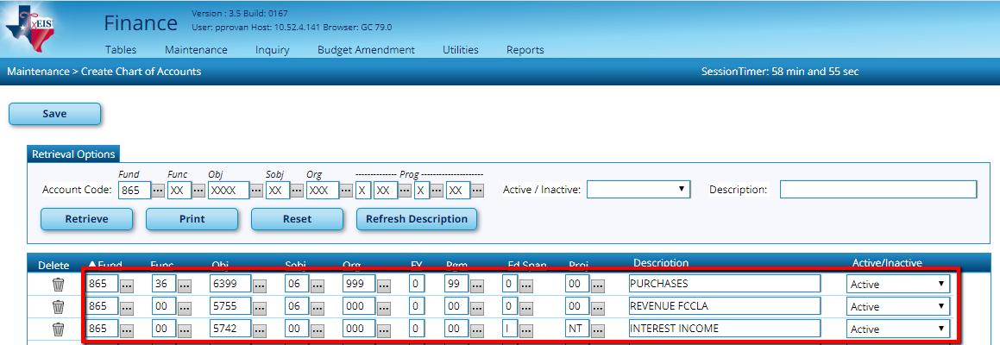 TxEIS
Finance
Version : 3.5 Build: 0167
User: pprovan Host: 10.52.4.141 Browser: GC 79.0
Tables Maintenance Inquiry Budget Amendment Utilities Reports
Maintenance > Create Chart of Accounts SessionTimer: 58 min and 55 sec
Save
Retrieval Options
Fund Func Obj Sobj Org -------------- Prog ---------------------
Account Code: 865 ... XX ... XXXX ... XX ... XXX ... X XX ... X ... XX ... Active / Inactive: Description:
Retrieve Print Reset Refresh Description
Delete Fund Func Obj Sobj Org FY Pgm Ed Span Proj Description Active/Inactive
865 ... 36 ... 6399 ... 06 ... 999 ... 0 99 ... 0 ... 00 ... PURCHASES Active
865 ... 00 ... 5755 ... 06 ... 000 ... 0 00 ... 0 ... 00 ... REVENUE FCCLA Active
865 ... 00 ... 5742 ... 00 ... 000 ... 0 00 ... I ... NT ... INTEREST INCOME Active